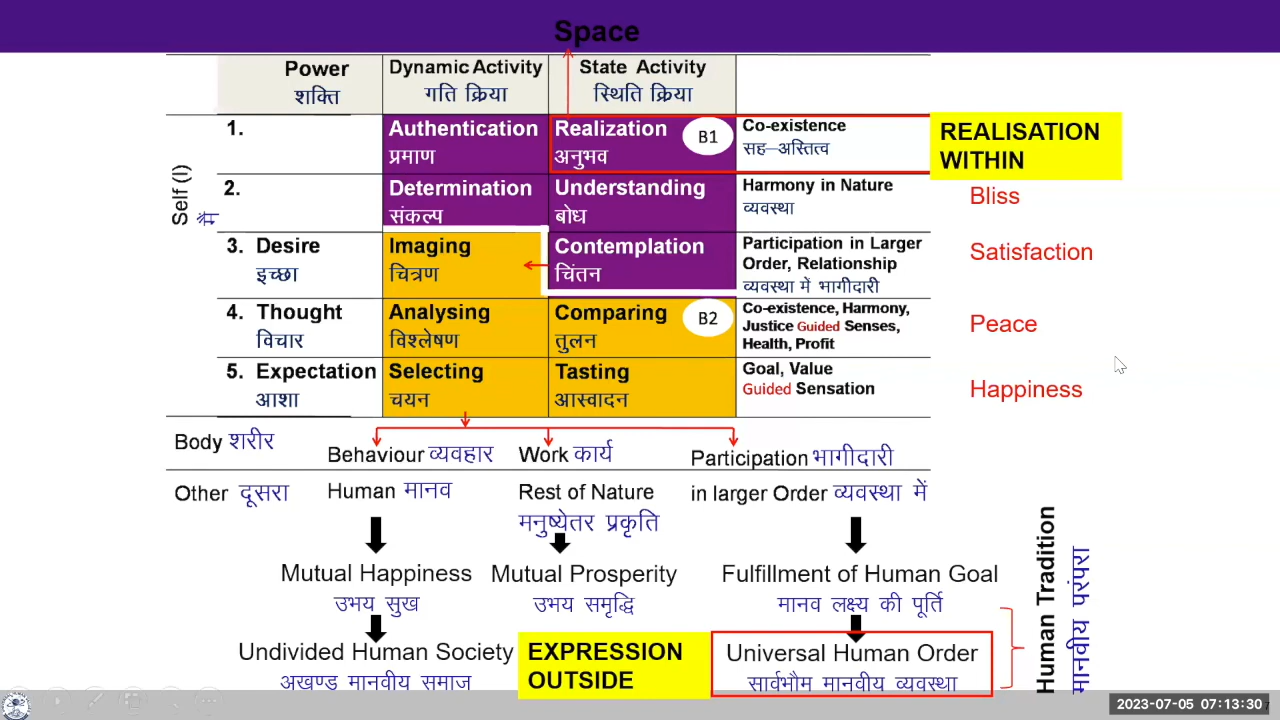 Space
Power
शक्ति
Dynamic Activity
गति क्रिया
State Activity
स्थिति क्रिया
Self (I)
मैं
1.
Authentication
प्रमाण
Realization
अनुभव
B1
Co-existence
सह–अस्तित्व
REALISATION
WITHIN
2.
Determination
संकल्प
Understanding
बोध
Harmony in Nature
व्यवस्था
Bliss
3. Desire
इच्छा
Imaging
चित्रण
Contemplation
चिंतन
Participation in Larger
Order, Relationship
व्यवस्था में भागीदारी
Satisfaction
4. Thought
विचार
Analysing
विश्लेषण
Comparing
तुलन
B2
Co-existence, Harmony,
Justice Guided Senses,
Health, Profit
Peace
5. Expectation
आशा
Selecting
चयन
Tasting
आस्वादन
Goal, Value
Guided Sensation
Happiness
Body शरीर
Behaviour व्यवहार
Work कार्य
Participation भागीदारी
Other दूसरा
Human मानव
Rest of Nature
मनुष्येतर प्रकृति
in larger Order व्यवस्था में
Mutual Happiness
उभय सुख
Mutual Prosperity
उभय समृद्धि
Fulfillment of Human Goal
मानव लक्ष्य की पूर्ति
Undivided Human Society
अखण्ड मानवीय समाज
EXPRESSION
OUTSIDE
Universal Human Order
सार्वभौम मानवीय व्यवस्था
Human Tradition
मानवीय परंपरा
2023-07-05 07:13:30